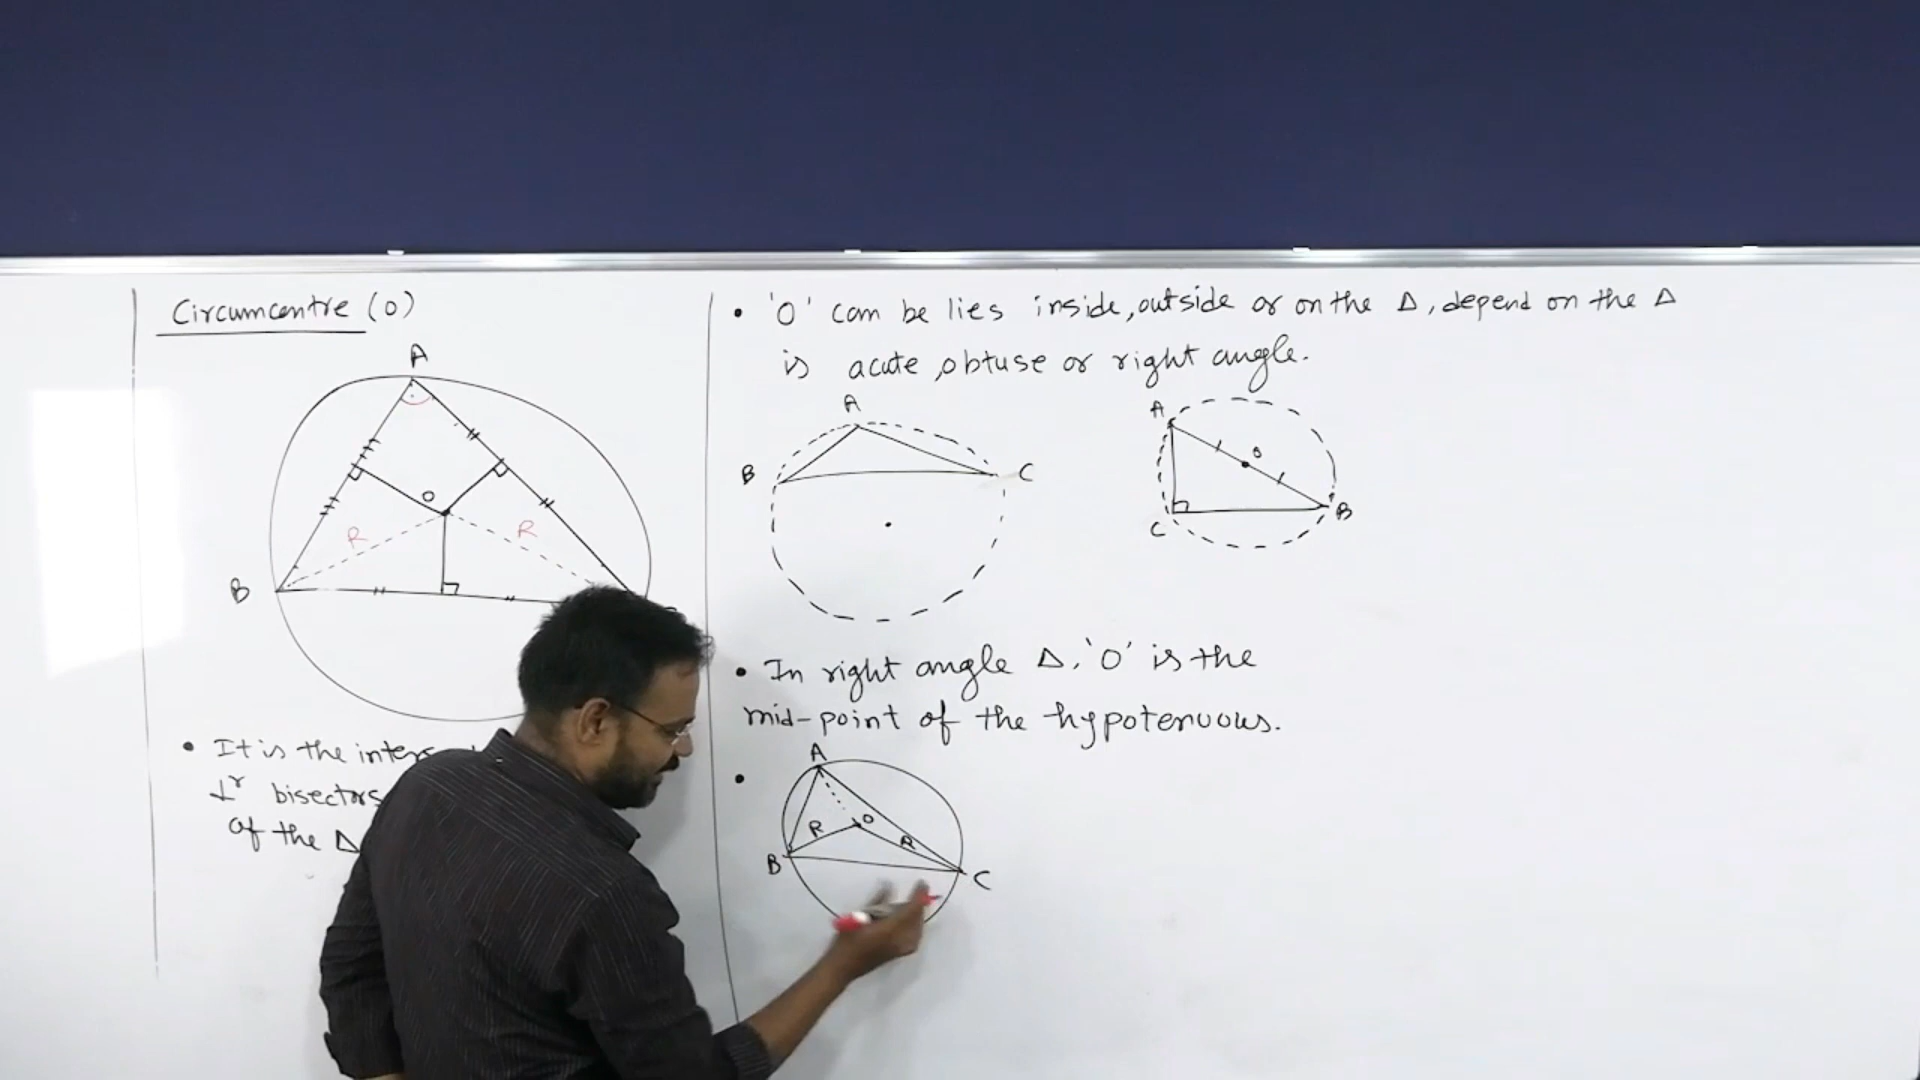 Circumcentre (O)
A
O
R
R
B
• It is the
⊥r bisectors
of the Δ
• 'O' can be lies inside, outside or on the Δ, depend on the Δ
is acute, obtuse or right angle.
A
B
C
A
O
C
B
• In right angle Δ, 'O' is the
mid-point of the hypotenuous.
•
A
O
R
R
B
C